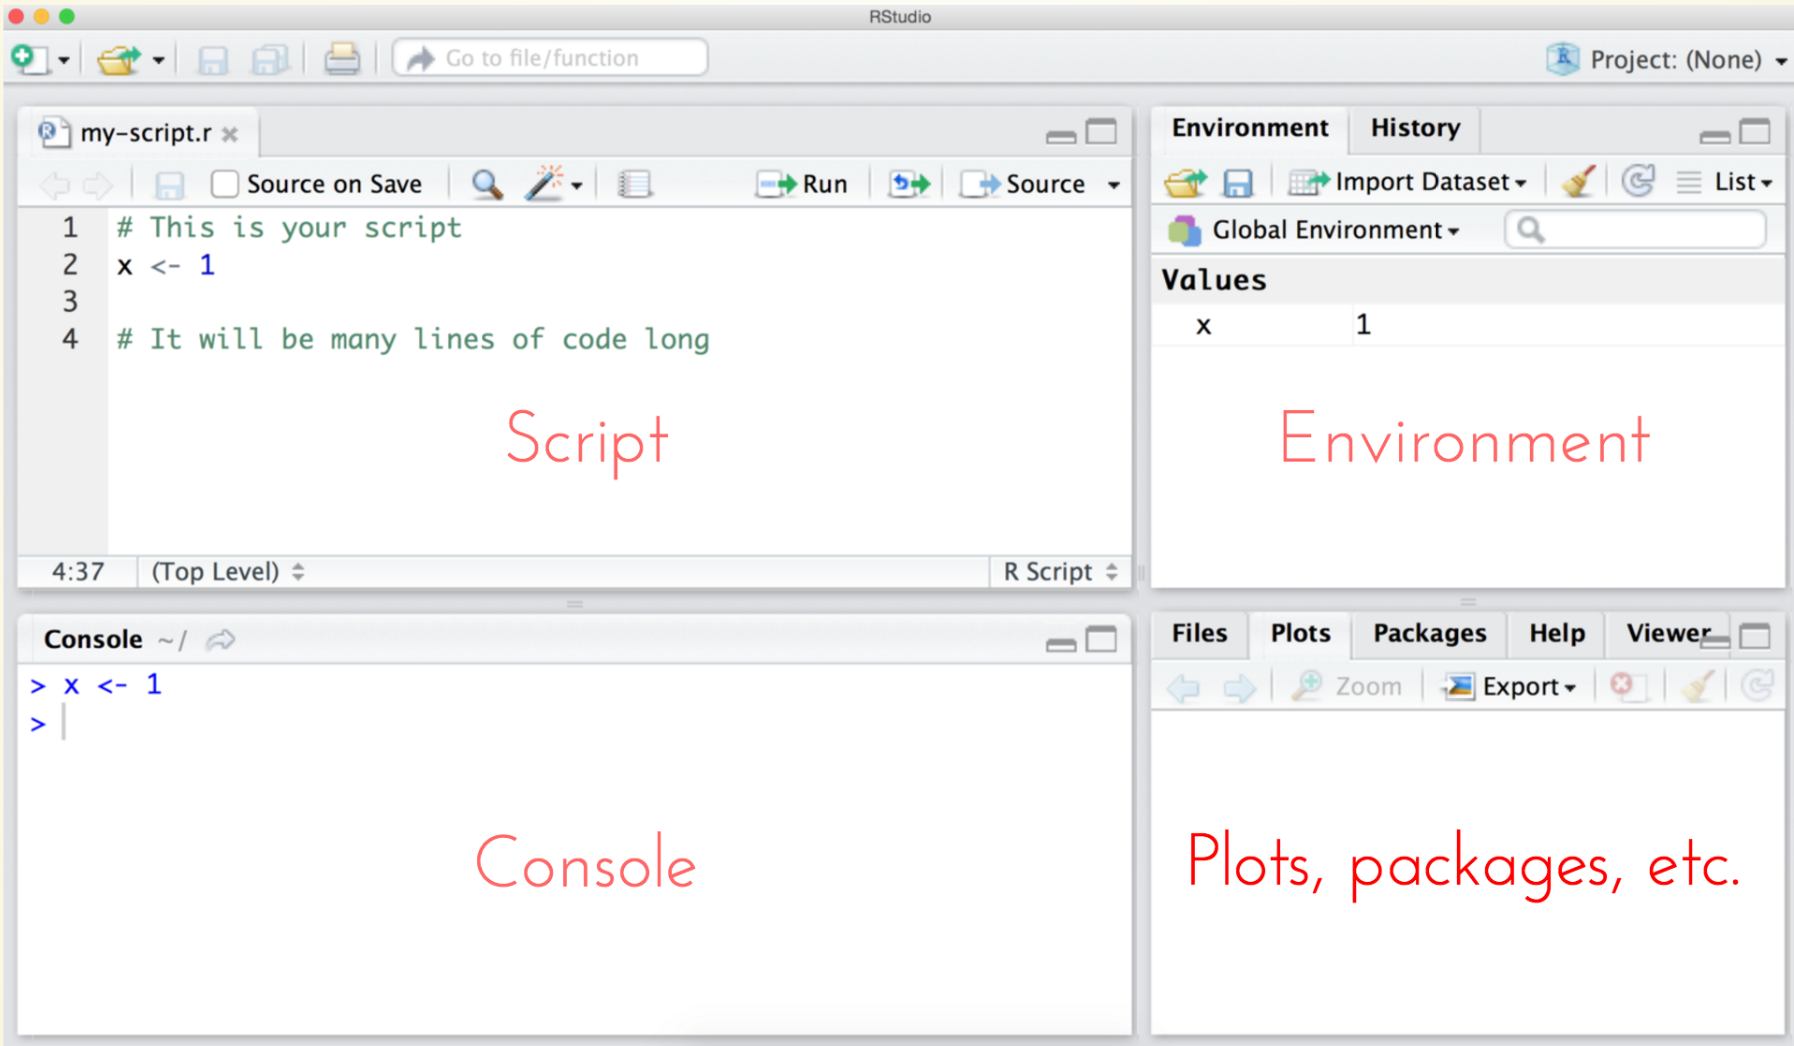 RStudio
Go to file/function
Project: (None)
my-script.r
Source on Save
Run
Source
1 # This is your script
2 x <- 1
3
4 # It will be many lines of code long
Script
4:37 (Top Level) R Script
Environment History
Import Dataset List
Global Environment
Values
x 1
Environment
Console ~/
> x <- 1
>
Console
Files Plots Packages Help Viewer
Zoom Export
Plots, packages, etc.